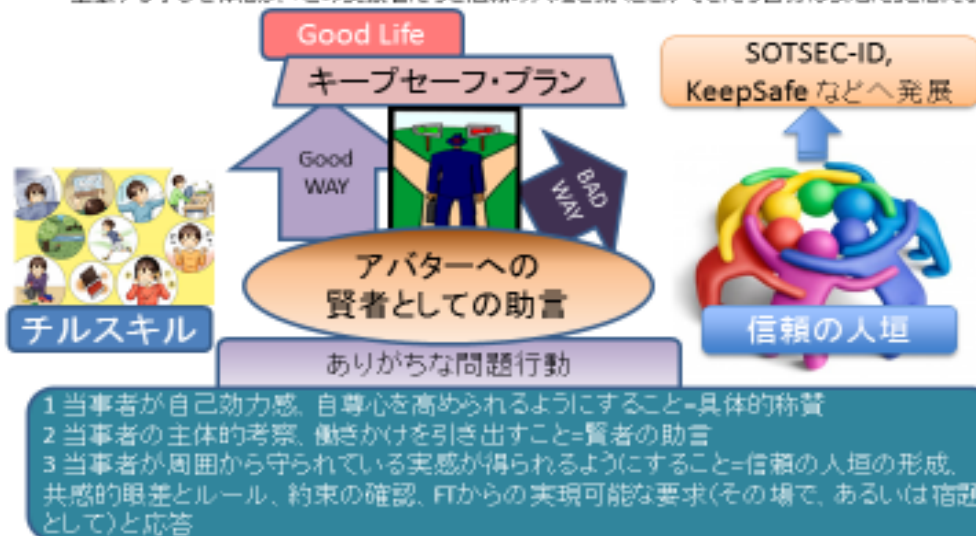 Good Life
キープセーフ・プラン
SOTSEC-ID,
KeepSafe などへ発展
Good
WAY
BAD
WAY
アバターへの
賢者としての助言
チルスキル
信頼の人垣
ありがちな問題行動
1 当事者が自己効力感、自尊心を高められるようにすること=具体的称賛
2 当事者の主体的考察、働きかけを引き出すこと=賢者の助言
3 当事者が周囲から守られている実感が得られるようにすること=信頼の人垣の形成、
共感的眼差とルール、約束の確認、FTからの実現可能な要求(その場で、あるいは宿題
として)と応答